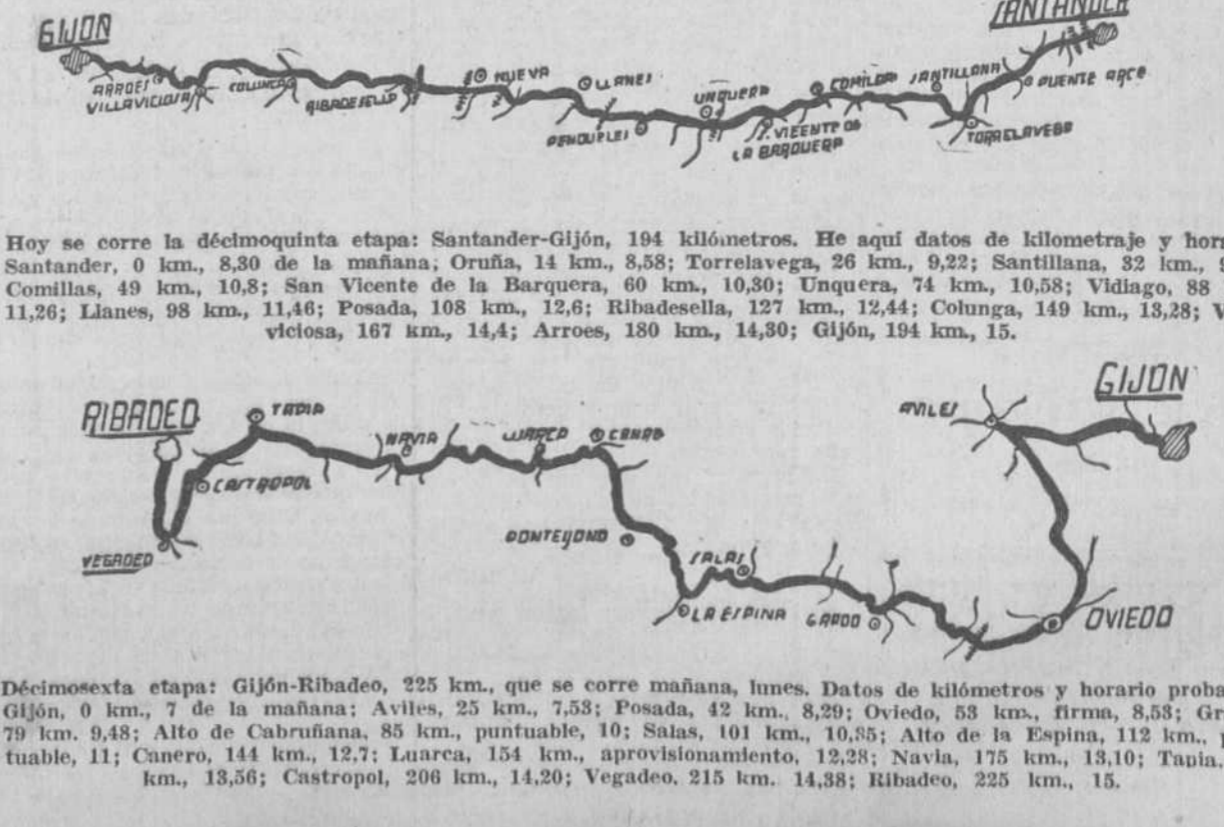 GIJON
SANTANDER
ARROES
VILLAVICIOSA
COLUNGA
RIBADESELLA
NUEVA
LLANES
PENDUELES
UNQUERA
S. VICENTE DE
LA BARQUERA
COMILLAS
SANTILLANA
PUENTE ARCE
TORRELAVEGA
Hoy se corre la décimoquinta etapa: Santander-Gijón, 194 kilómetros. He aquí datos de kilometraje y
Santander, 0 km., 8,30 de la mañana; Oruña, 14 km., 8,58; Torrelavega, 26 km., 9,22; Santillana, 32 km.,
Comillas, 49 km., 10,8; San Vicente de la Barquera, 60 km., 10,30; Unquera, 74 km., 10,58; Vidiago, 88
11,26; Llanes, 98 km., 11,46; Posada, 108 km., 12,6; Ribadesella, 127 km., 12,44; Colunga, 149 km., 13,28;
viciosa, 167 km., 14,4; Arroes, 180 km., 14,30; Gijón, 194 km., 15.
RIBADEO
TAPIA
NAVIA
LUARCA
CANERO
AVILES
GIJON
CASTROPOL
VEGADEO
SALAS
LA ESPINA
GRADO
OVIEDO
Décimosexta etapa: Gijón-Ribadeo, 225 km., que se corre mañana, lunes. Datos de kilómetros y horario
Gijón, 0 km., 7 de la mañana; Aviles, 25 km., 7,53; Posada, 42 km., 8,29; Oviedo, 53 km., firma, 8,53;
79 km. 9,48; Alto de Cabruñana, 85 km., puntuable, 10; Salas, 101 km., 10,35; Alto de la Espina, 112 km.,
tuable, 11; Canero, 144 km., 12,7; Luarca, 154 km., aprovisionamiento, 12,28; Navia, 175 km., 13,10; Tapia,
km., 13,56; Castropol, 206 km., 14,20; Vegadeo, 215 km. 14,38; Ribadeo, 225 km., 15.